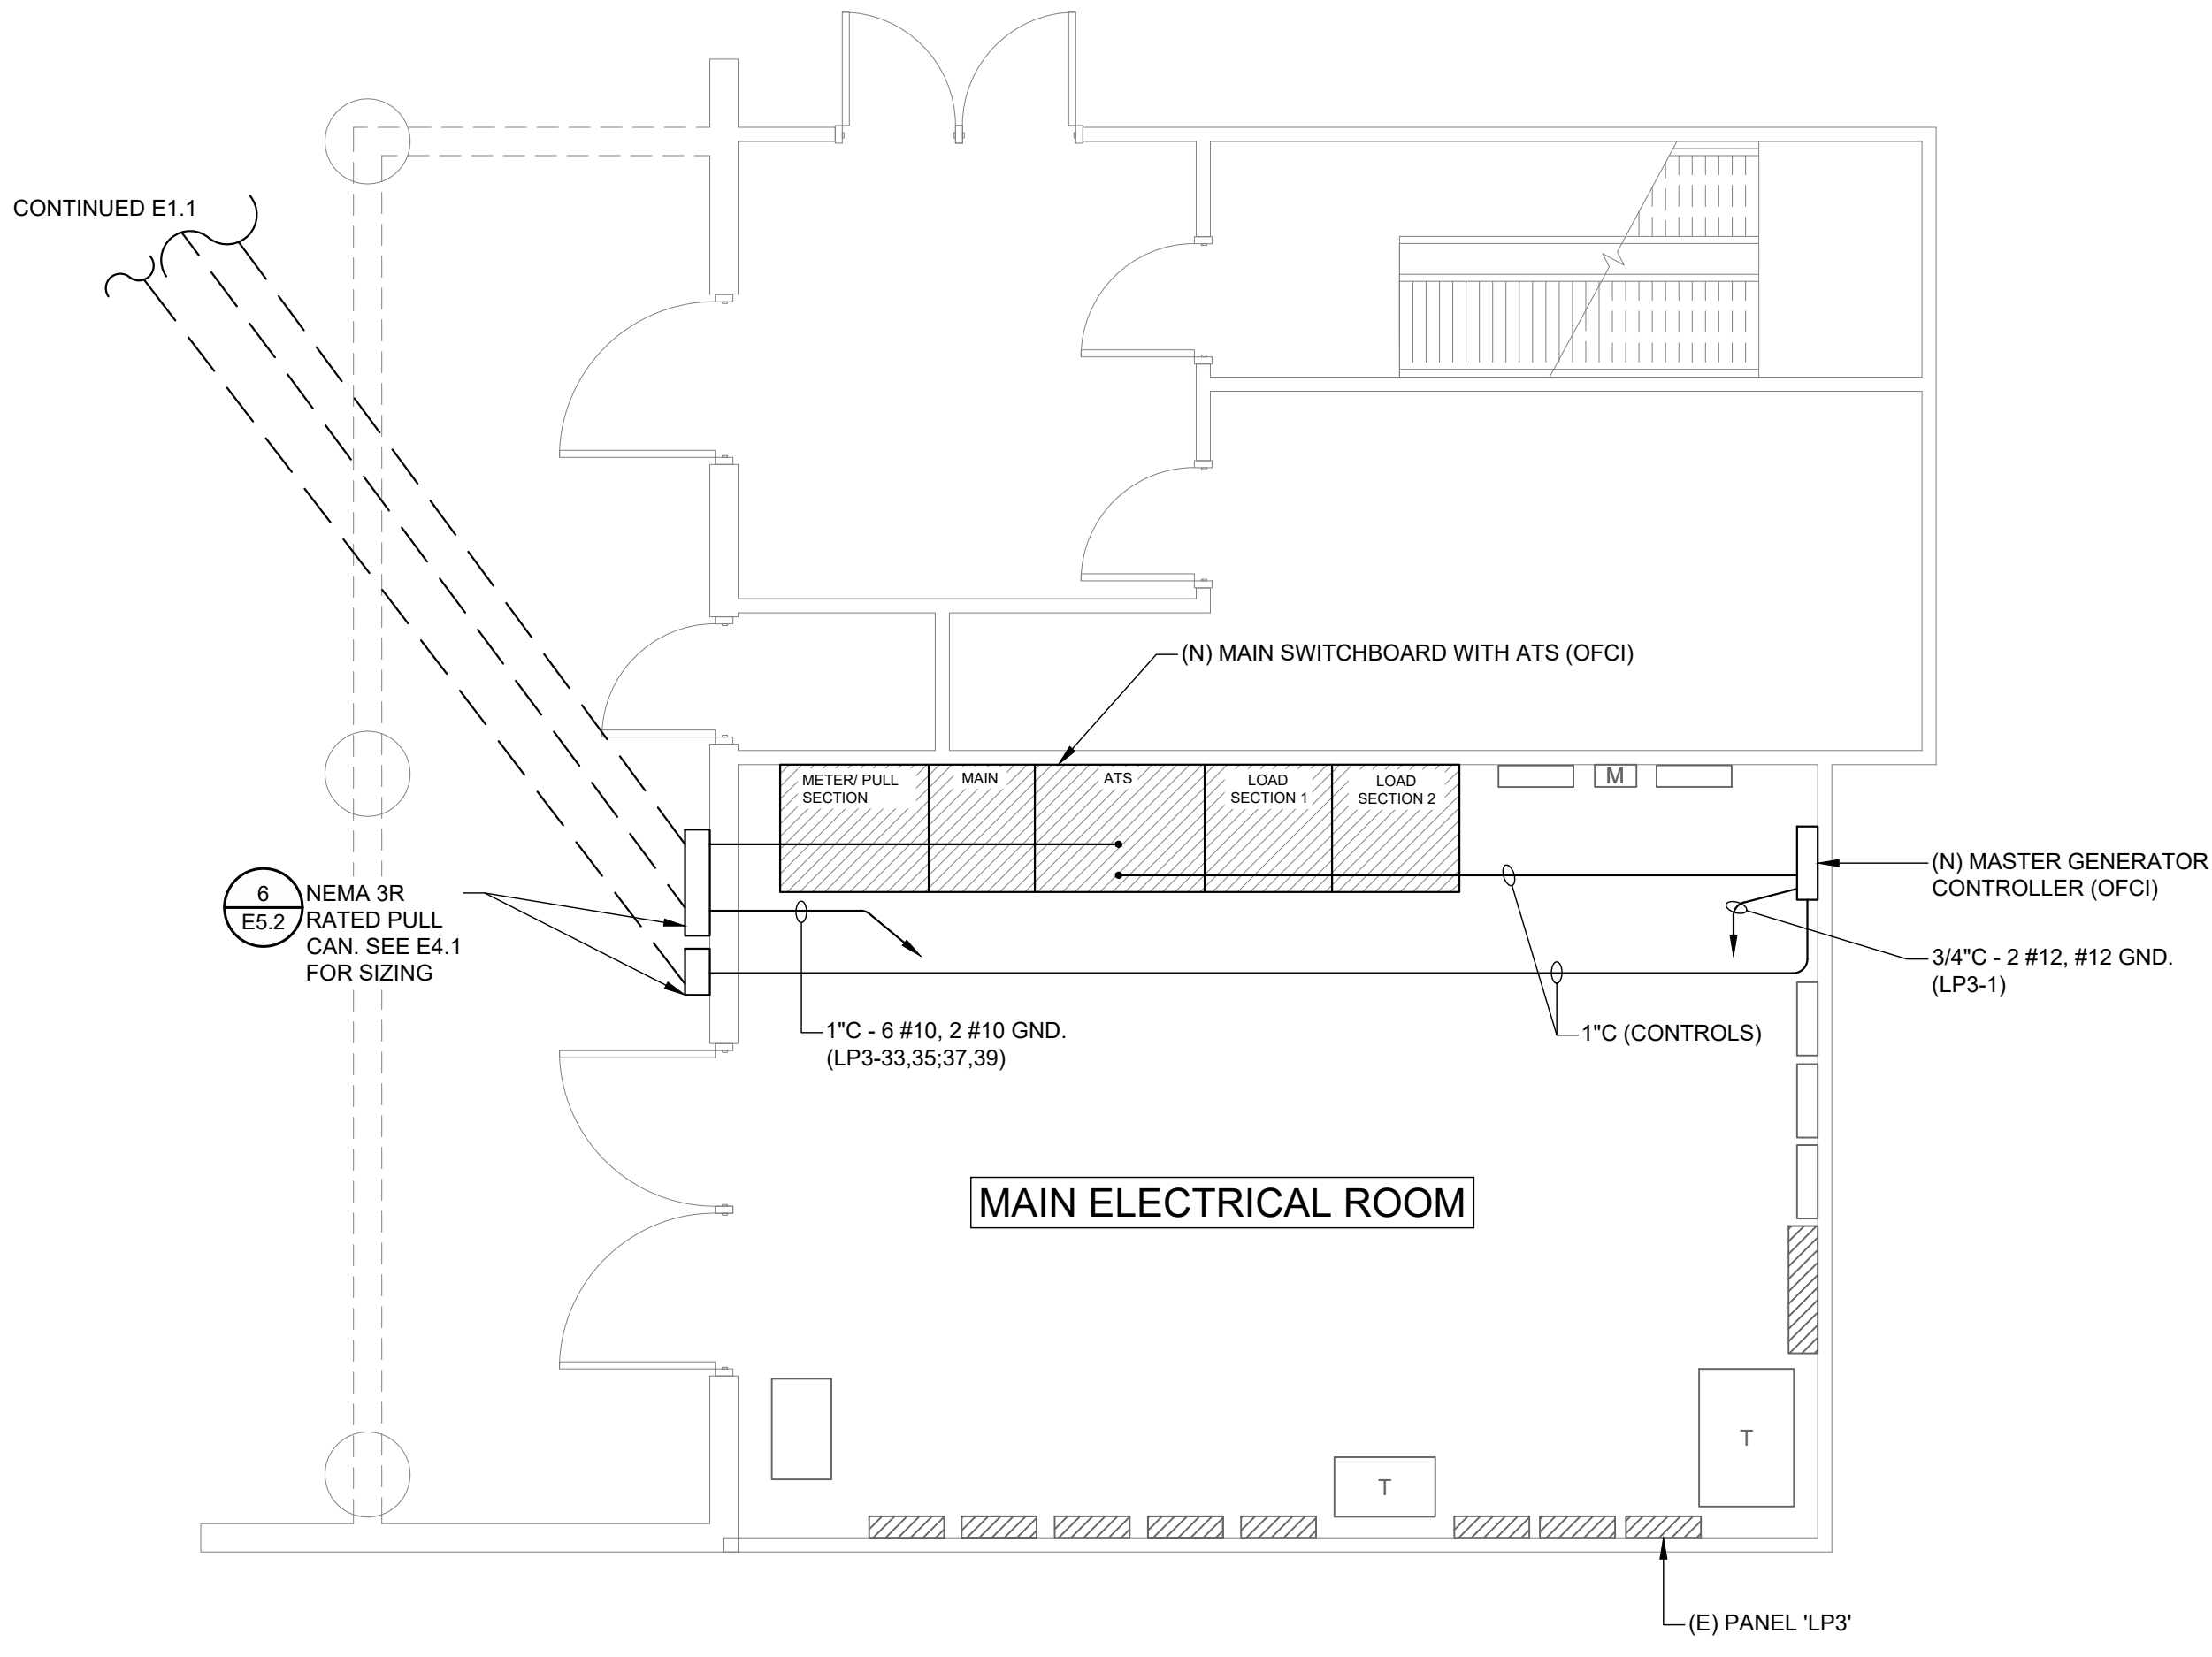 CONTINUED E1.1
(N) MAIN SWITCHBOARD WITH ATS (OFCI)
METER/ PULL
SECTION
MAIN
ATS
LOAD
SECTION 1
LOAD
SECTION 2
M
(N) MASTER GENERATOR
CONTROLLER (OFCI)
6
E5.2
NEMA 3R
RATED PULL
CAN. SEE E4.1
FOR SIZING
3/4"C - 2 #12, #12 GND.
(LP3-1)
1"C - 6 #10, 2 #10 GND.
(LP3-33,35;37,39)
1"C (CONTROLS)
MAIN ELECTRICAL ROOM
T
T
(E) PANEL 'LP3'